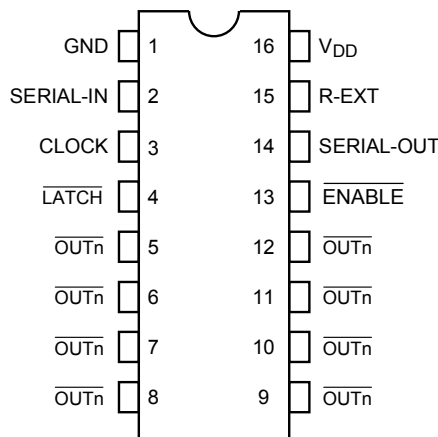 GND 1 16 VDD
SERIAL-IN 2 15 R-EXT
CLOCK 3 14 SERIAL-OUT
LATCH 4 13 ENABLE
OUTn 5 12 OUTn
OUTn 6 11 OUTn
OUTn 7 10 OUTn
OUTn 8 9 OUTn